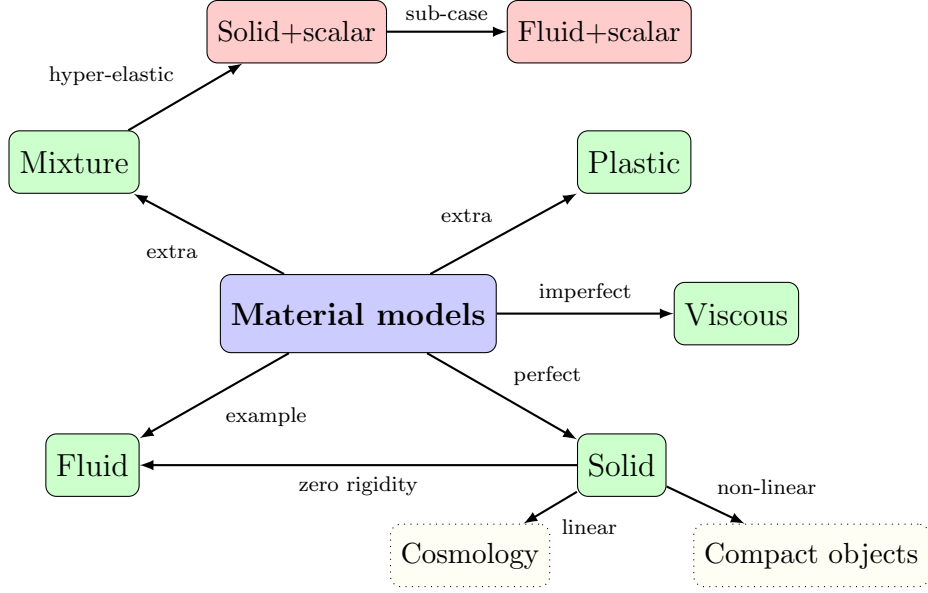 Solid+scalar
sub-case
Fluid+scalar
hyper-elastic
Mixture
Plastic
extra
extra
Material models
imperfect
Viscous
perfect
example
Fluid
zero rigidity
Solid
non-linear
linear
Cosmology
Compact objects